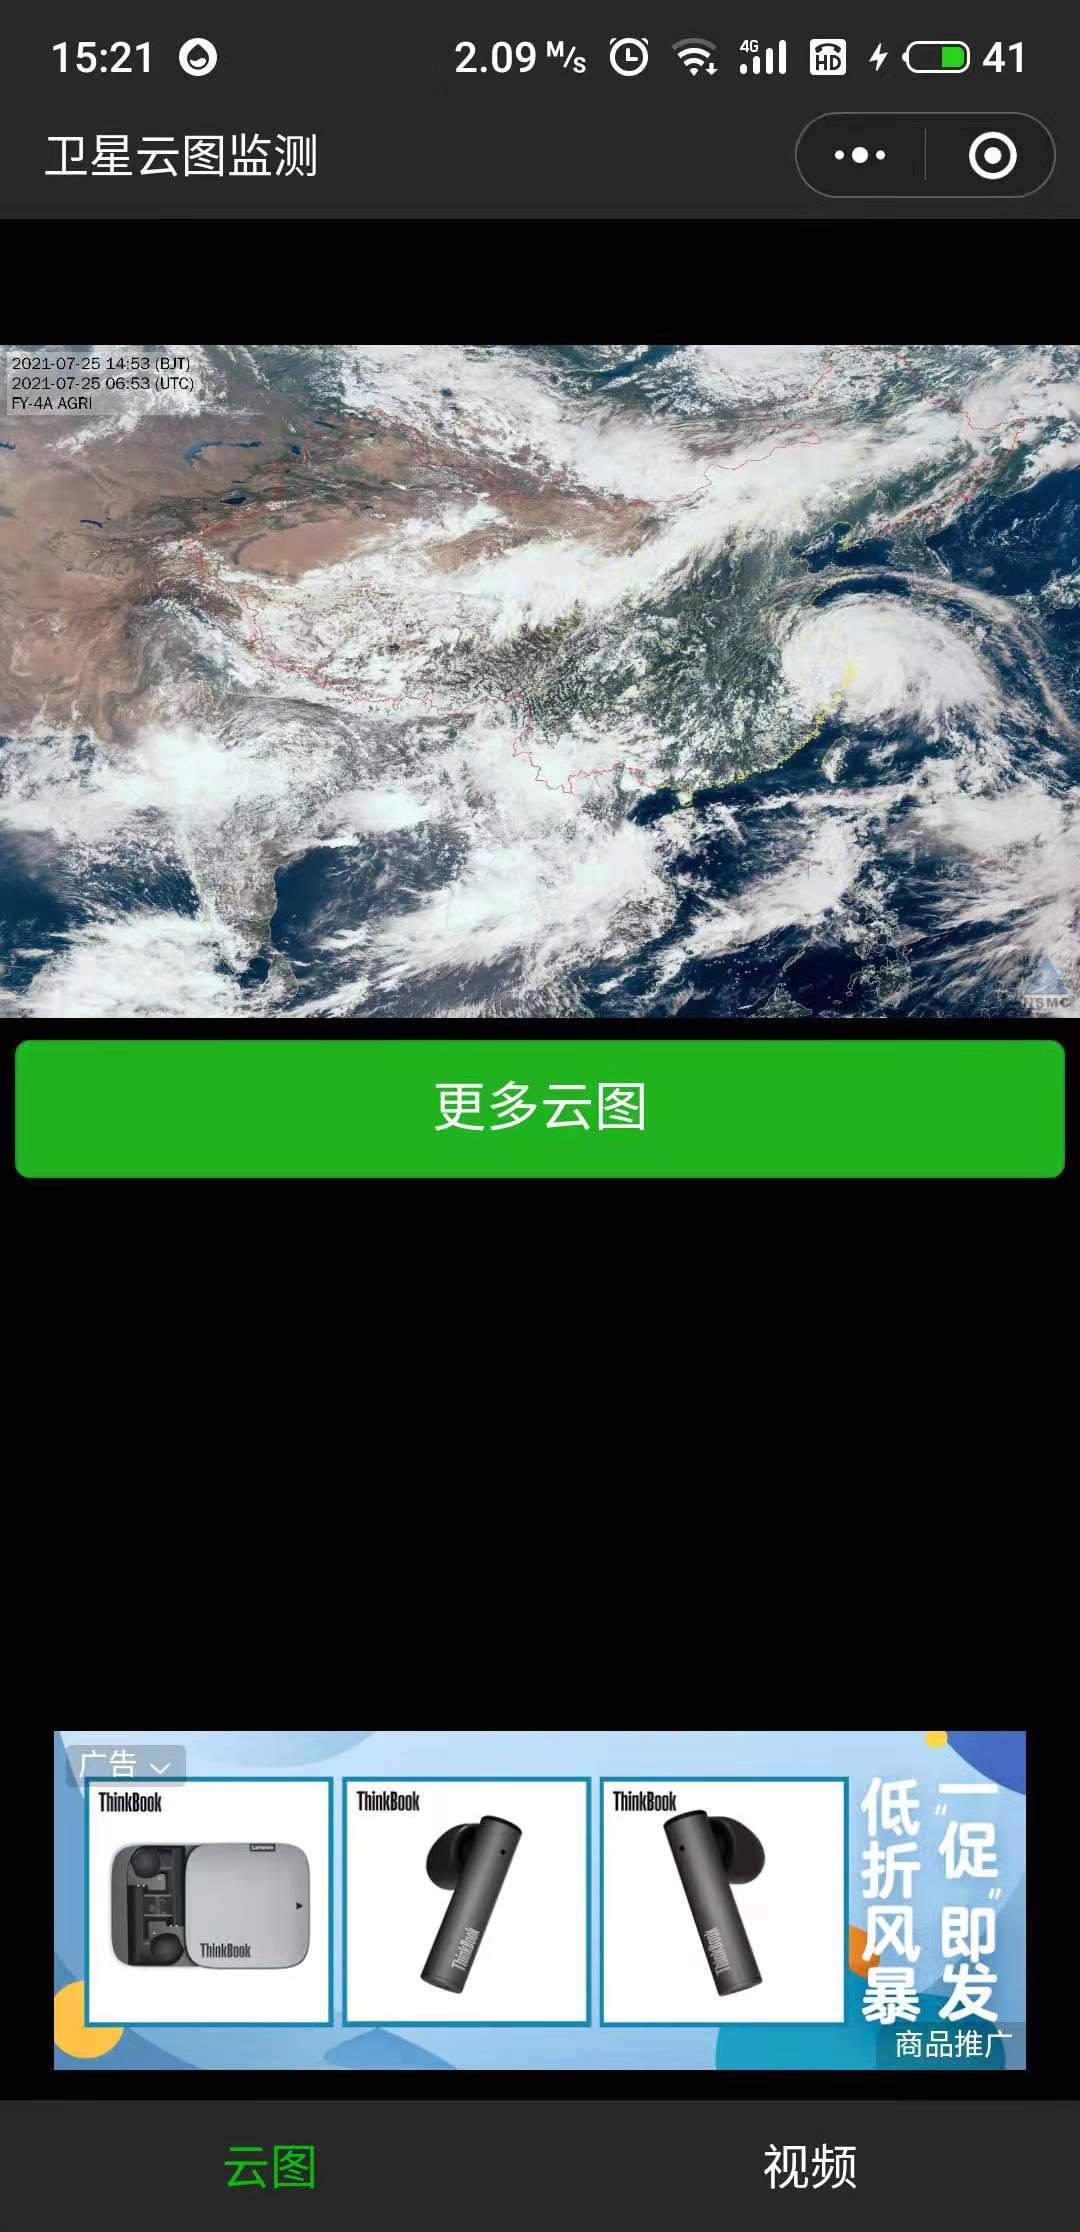 15:21
2.09 M/s 4G HD 41
卫星云图监测
2021-07-25 14:53 (BJT)
2021-07-25 06:53 (UTC)
FY-4A AGRI
NSMC
更多云图
广告
ThinkBook
Lenovo
ThinkBook
ThinkBook
ThinkBook
ThinkBook
ThinkBook
一“促”即发
低折风暴
商品推广
云图
视频